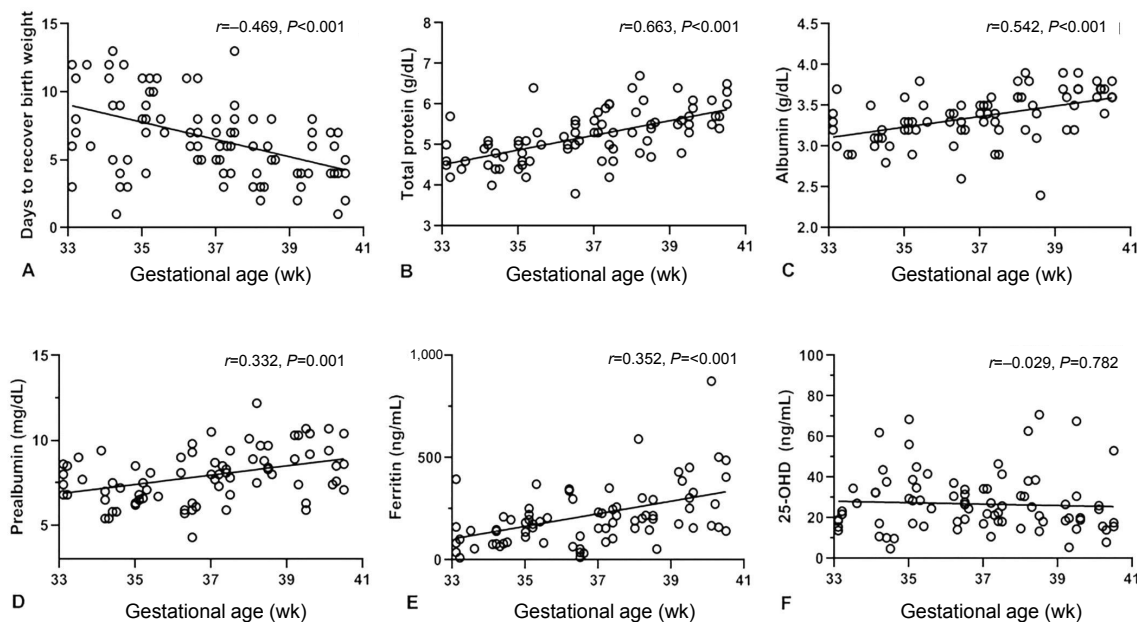 r=–0.469, P<0.001
Days to recover birth weight
15
10
5
0
33 35 37 39 41
A Gestational age (wk)
r=0.663, P<0.001
Total protein (g/dL)
8
7
6
5
4
3
33 35 37 39 41
B Gestational age (wk)
r=0.542, P<0.001
Albumin (g/dL)
4.5
4.0
3.5
3.0
2.5
2.0
33 35 37 39 41
C Gestational age (wk)
r=0.332, P=0.001
Prealbumin (mg/dL)
15
10
5
33 35 37 39 41
D Gestational age (wk)
r=0.352, P=<0.001
Ferritin (ng/mL)
1,000
500
0
33 35 37 39 41
E Gestational age (wk)
r=–0.029, P=0.782
25-OHD (ng/mL)
100
80
60
40
20
0
33 35 37 39 41
F Gestational age (wk)